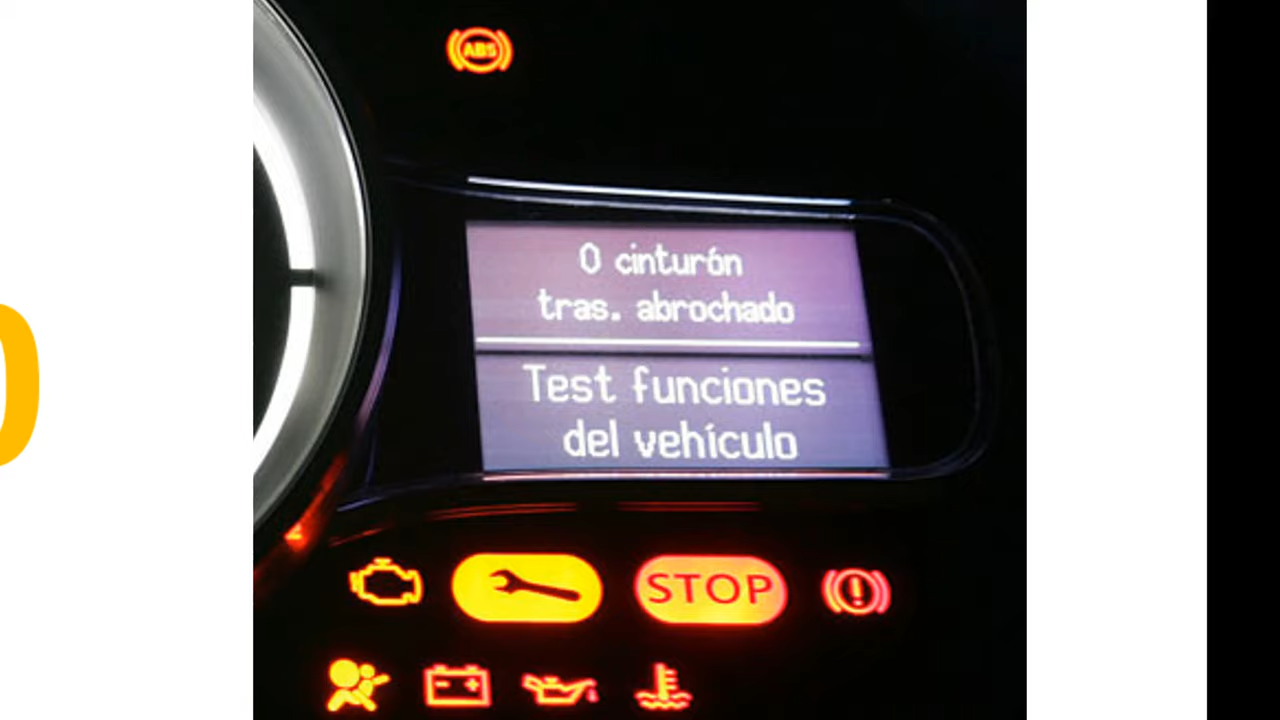 ABS
0 cinturón
tras. abrochado
Test funciones
del vehículo
STOP